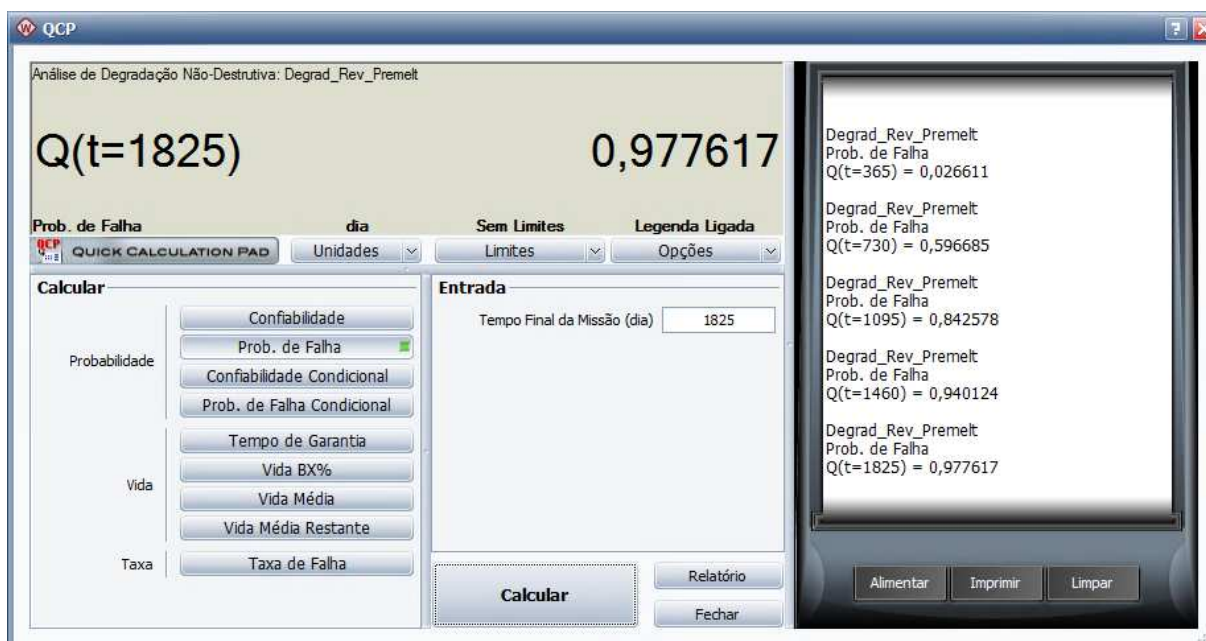 QCP
?
Análise de Degradação Não-Destrutiva: Degrad_Rev_Premelt
Q(t=1825) 0,977617
Prob. de Falha dia Sem Limites Legenda Ligada
QCP QUICK CALCULATION PAD Unidades Limites Opções
Calcular
Probabilidade
Confiabilidade
Prob. de Falha
Confiabilidade Condicional
Prob. de Falha Condicional
Vida
Tempo de Garantia
Vida BX%
Vida Média
Vida Média Restante
Taxa
Taxa de Falha
Entrada
Tempo Final da Missão (dia) 1825
Calcular
Relatório
Fechar
Degrad_Rev_Premelt
Prob. de Falha
Q(t=365) = 0,026611
Degrad_Rev_Premelt
Prob. de Falha
Q(t=730) = 0,596685
Degrad_Rev_Premelt
Prob. de Falha
Q(t=1095) = 0,842578
Degrad_Rev_Premelt
Prob. de Falha
Q(t=1460) = 0,940124
Degrad_Rev_Premelt
Prob. de Falha
Q(t=1825) = 0,977617
Alimentar Imprimir Limpar